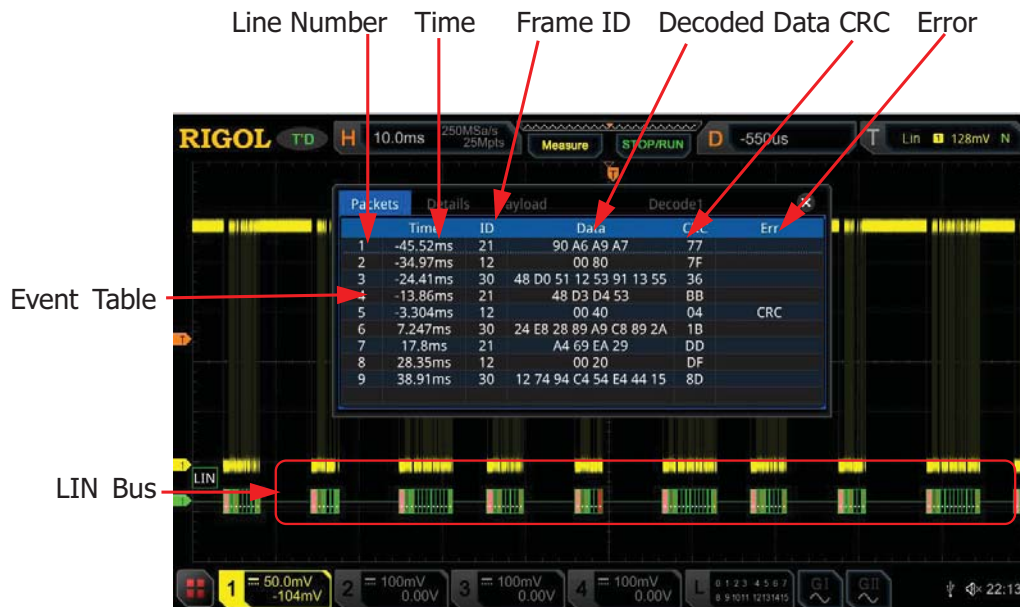 Line Number Time Frame ID Decoded Data CRC Error
RIGOL T'D H 10.0ms 250MSa/s 25Mpts Measure STOP/RUN D -550us T Lin 1 128mV N
T
Packets Details Payload Decode1
Time ID Data CRC Err
1 -45.52ms 21 90 A6 A9 A7 77
2 -34.97ms 12 00 80 7F
3 -24.41ms 30 48 D0 51 12 53 91 13 55 36
Event Table
4 -13.86ms 21 48 D3 D4 53 BB
5 -3.304ms 12 00 40 04 CRC
6 7.247ms 30 24 E8 28 89 A9 C8 89 2A 1B
7 17.8ms 21 A4 69 EA 29 DD
8 28.35ms 12 00 20 DF
9 38.91ms 30 12 74 94 C4 54 E4 44 15 8D
T
LIN
LIN Bus
1 50.0mV -104mV 2 100mV 0.00V 3 100mV 0.00V 4 100mV 0.00V L 0 1 2 3 4 5 6 7 GI GII 22:13
8 9 10 11 12 13 14 15